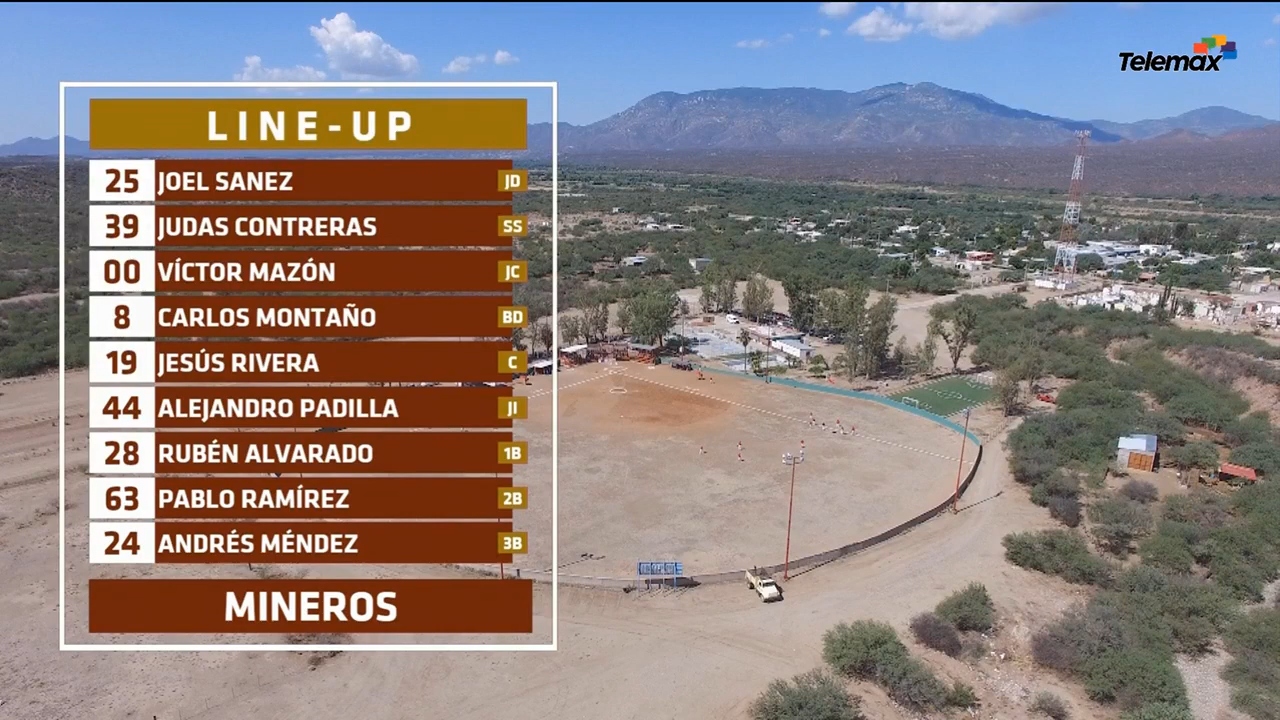 Telemax
LINE-UP
25 JOEL SANEZ JD
39 JUDAS CONTRERAS SS
00 VÍCTOR MAZÓN JC
8 CARLOS MONTAÑO BD
19 JESÚS RIVERA C
44 ALEJANDRO PADILLA JI
28 RUBÉN ALVARADO 1B
63 PABLO RAMÍREZ 2B
24 ANDRÉS MÉNDEZ 3B
MINEROS